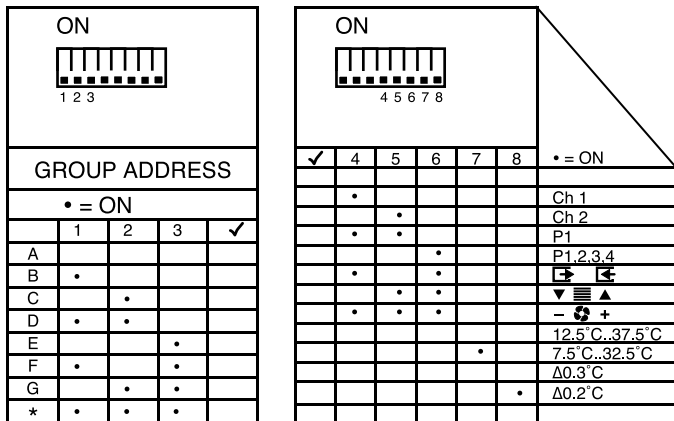 ON
1 2 3
GROUP ADDRESS
• = ON
1 2 3 ✓
A
B •
C •
D • •
E •
F • •
G • •
* • • •
ON
4 5 6 7 8
✓ 4 5 6 7 8 • = ON
• Ch 1
• Ch 2
• • P1
• P1,2,3,4
• •
• • ▼ ▲
• • • – +
12.5°C..37.5°C
• 7.5°C..32.5°C
Δ0.3°C
• Δ0.2°C